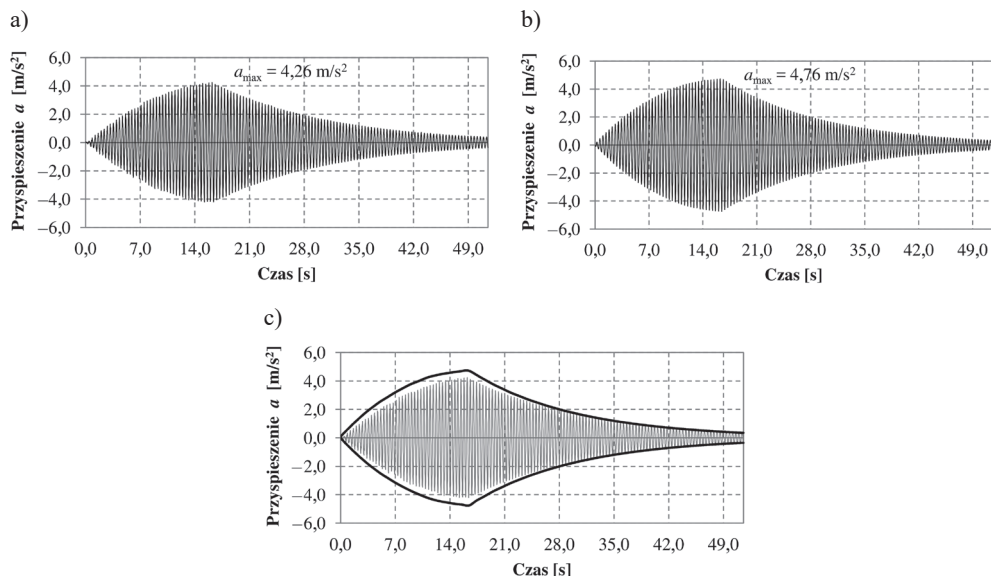 a)
Przyspieszenie a [m/s²]
6,0
4,0
2,0
0,0
−2,0
−4,0
−6,0
a_max = 4,26 m/s²
0,0 7,0 14,0 21,0 28,0 35,0 42,0 49,0
Czas [s]
b)
Przyspieszenie a [m/s²]
6,0
4,0
2,0
0,0
−2,0
−4,0
−6,0
a_max = 4,76 m/s²
0,0 7,0 14,0 21,0 28,0 35,0 42,0 49,0
Czas [s]
c)
Przyspieszenie a [m/s²]
6,0
4,0
2,0
0,0
−2,0
−4,0
−6,0
0,0 7,0 14,0 21,0 28,0 35,0 42,0 49,0
Czas [s]